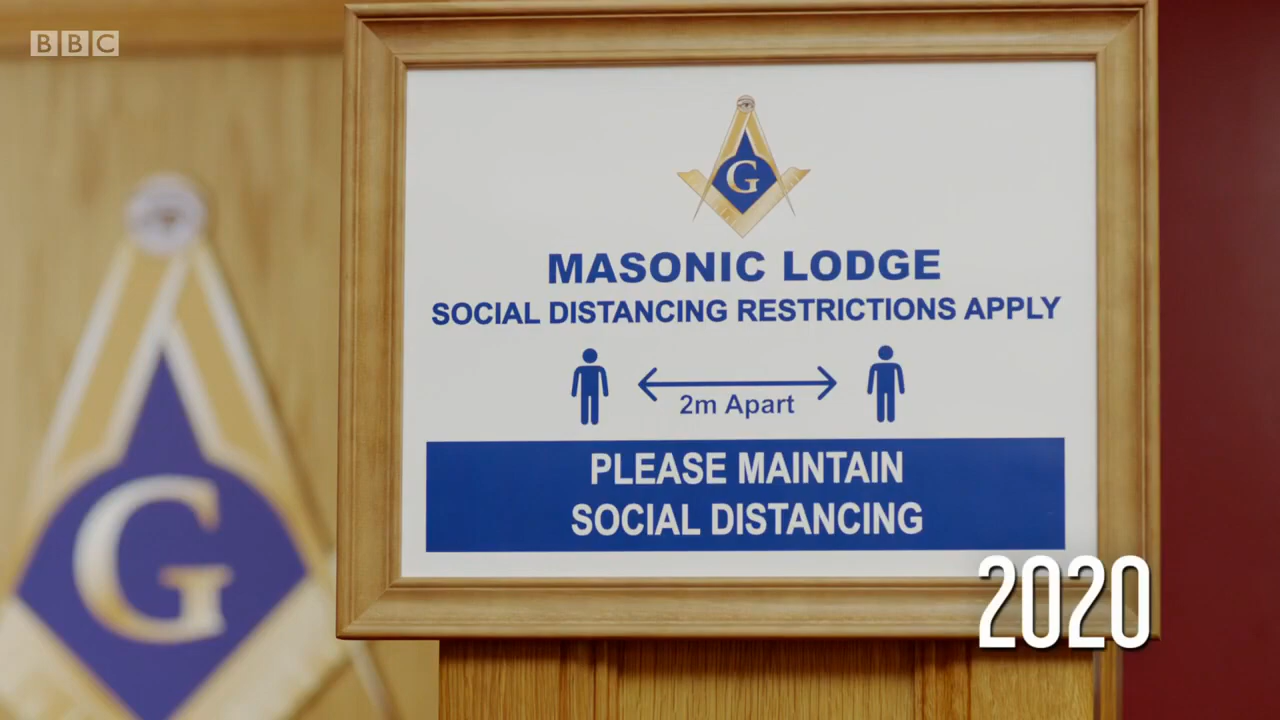 BBC
G
MASONIC LODGE
SOCIAL DISTANCING RESTRICTIONS APPLY
2m Apart
PLEASE MAINTAIN
SOCIAL DISTANCING
G
2020